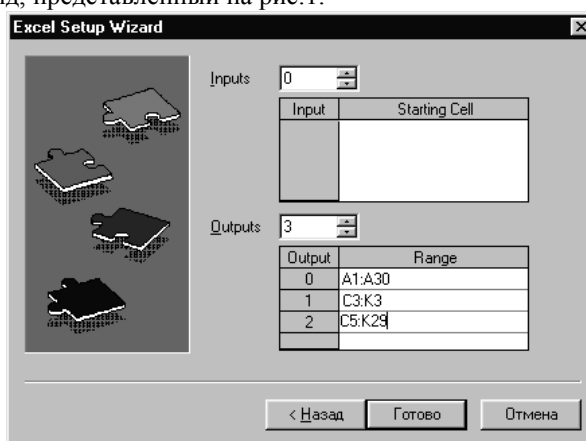 представленный на рис.1.
Excel Setup Wizard
Inputs 0
Input Starting Cell
Outputs 3
Output Range
0 A1:A30
1 C3:K3
2 C5:K29
< Назад Готово Отмена